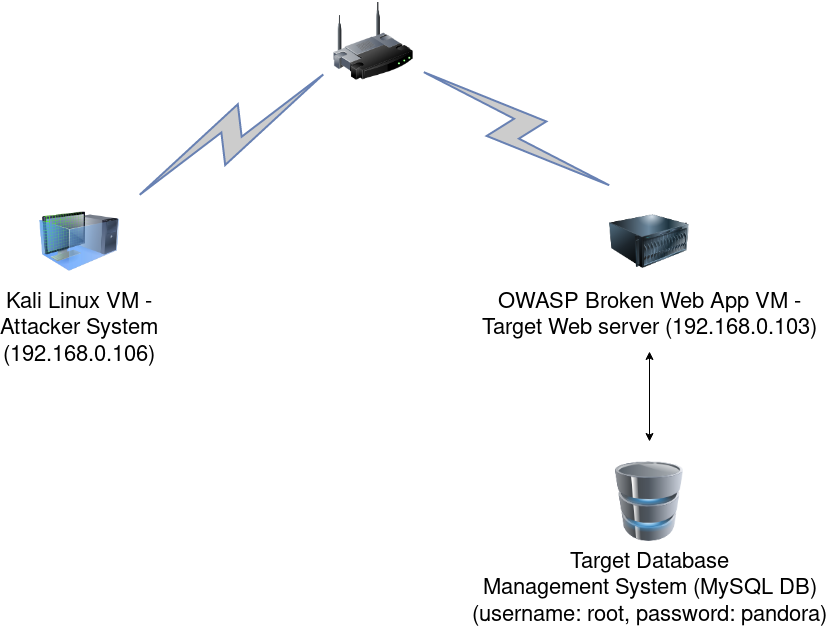 Kali Linux VM -
Attacker System
(192.168.0.106)
OWASP Broken Web App VM -
Target Web server (192.168.0.103)
Target Database
Management System (MySQL DB)
(username: root, password: pandora)